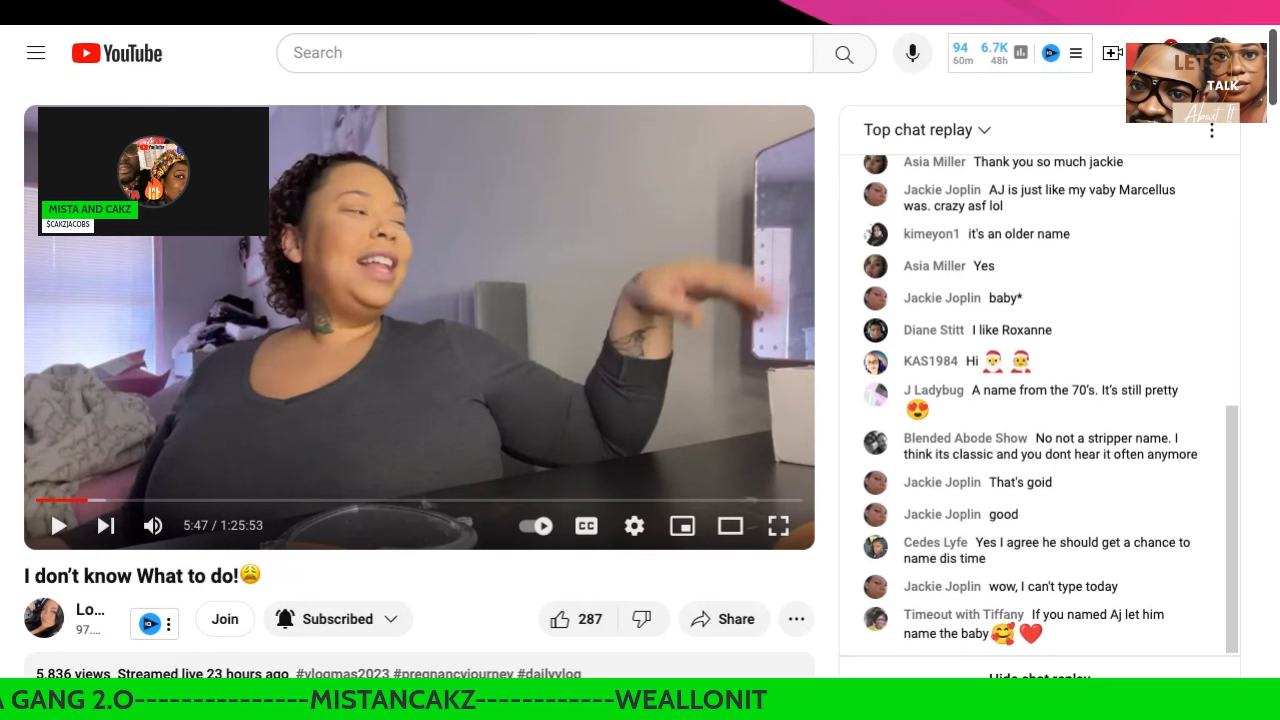 YouTube
Search
94 6.7K
60m 48h
LETS
TALK
About It
MISTA AND CAKZ
$CAKZJACOBS
Top chat replay
Asia Miller Thank you so much jackie
Jackie Joplin AJ is just like my vaby Marcellus
was. crazy asf lol
kimeyon1 it's an older name
Asia Miller Yes
Jackie Joplin baby*
Diane Stitt I like Roxanne
KAS1984 Hi 🎅 🤶
J Ladybug A name from the 70's. It's still pretty
😍
Blended Abode Show No not a stripper name. I
think its classic and you dont hear it often anymore
Jackie Joplin That's goid
Jackie Joplin good
Cedes Lyfe Yes I agree he should get a chance to
name dis time
Jackie Joplin wow, I can't type today
Timeout with Tiffany If you named Aj let him
name the baby🥰❤️
5:47 / 1:25:53
CC
I don't know What to do!😩
Lo...
97....
Join
Subscribed
287
Share
5,836 views Streamed live 23 hours ago #vlogmas2023 #pregnancyjourney #dailyvlog
Hide chat replay
A GANG 2.O---------------MISTANCAKZ------------WEALLONIT